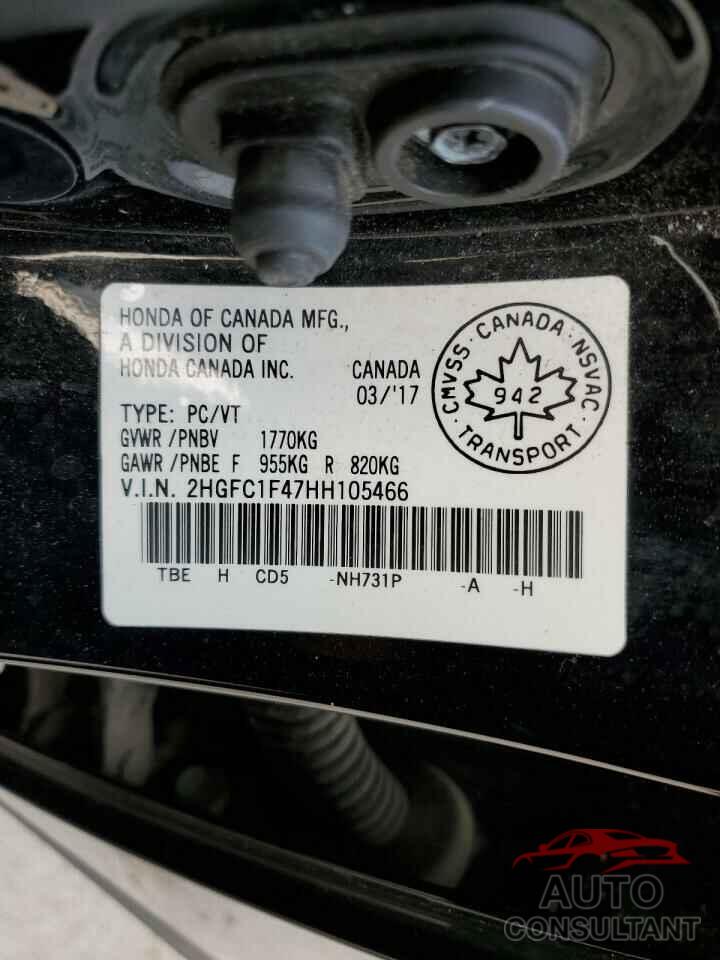 HONDA OF CANADA MFG.,
A DIVISION OF
HONDA CANADA INC. CANADA
03/'17
TYPE: PC/VT
GVWR /PNBV 1770KG
GAWR /PNBE F 955KG R 820KG
V.I.N. 2HGFC1F47HH105466
TBE H CD5 -NH731P -A -H
CMVSS · CANADA · NSVAC
942
· TRANSPORT ·
AUTO
CONSULTANT